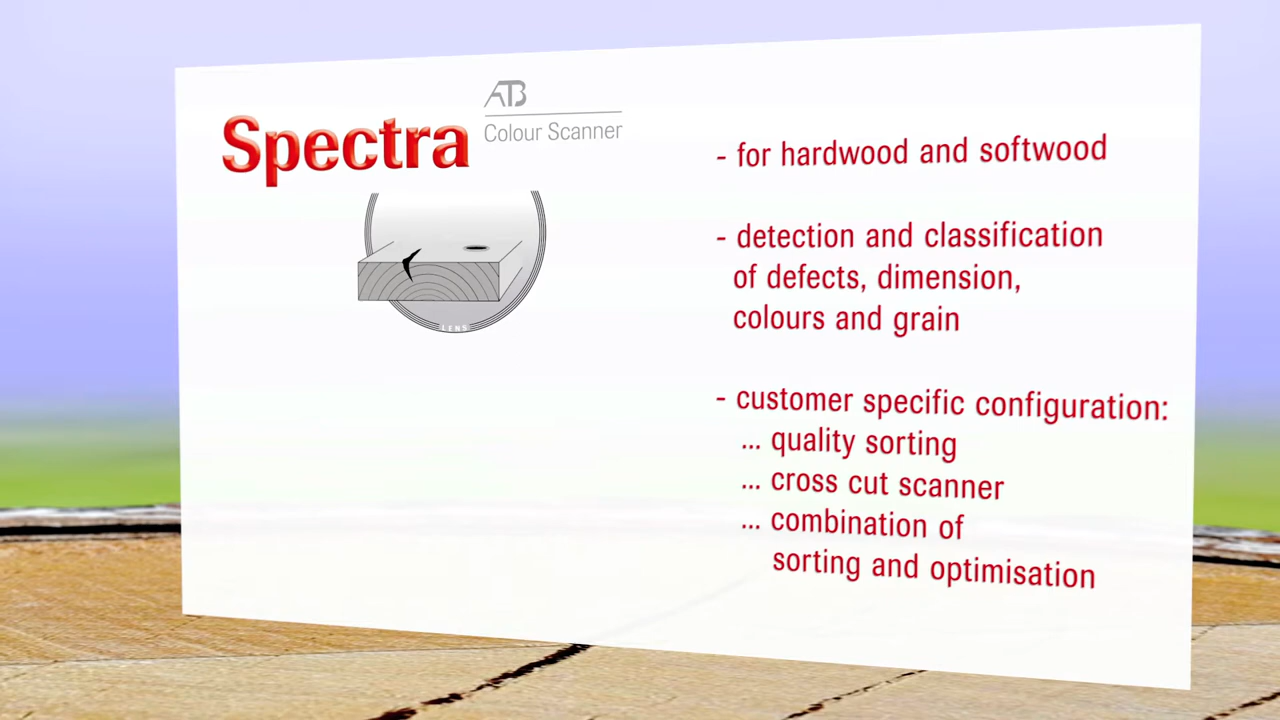 Spectra
ATB
Colour Scanner
LENS
- for hardwood and softwood
- detection and classification
of defects, dimension,
colours and grain
- customer specific configuration:
... quality sorting
... cross cut scanner
... combination of
sorting and optimisation